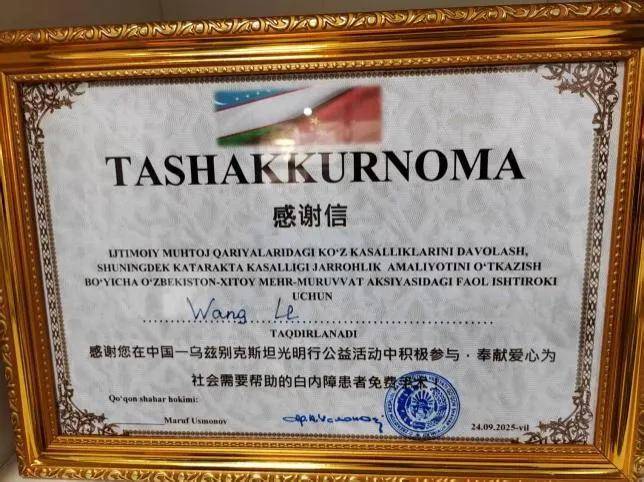 TASHAKKURNOMA
感谢信
IJTIMOIY MUHTOJ QARIYALARIDAGI KO'Z KASALLIKLARINI DAVOLASH,
SHUNINGDEK KATARAKTA KASALLIGI JARROHLIK AMALIYOTINI O'TKAZISH
BO'YICHA O'ZBEKISTON-XITOY MEHR-MURUVVAT AKSIYASIDAGI FAOL ISHTIROKI
UCHUN
Wang Le
TAQDIRLANADI
感谢您在中国一乌兹别克斯坦光明行公益活动中积极参与·奉献爱心为
社会需要帮助的白内障患者免费手术！
Qo'qon shahar hokimi:
Maruf Usmonov
24.09.2025-yil